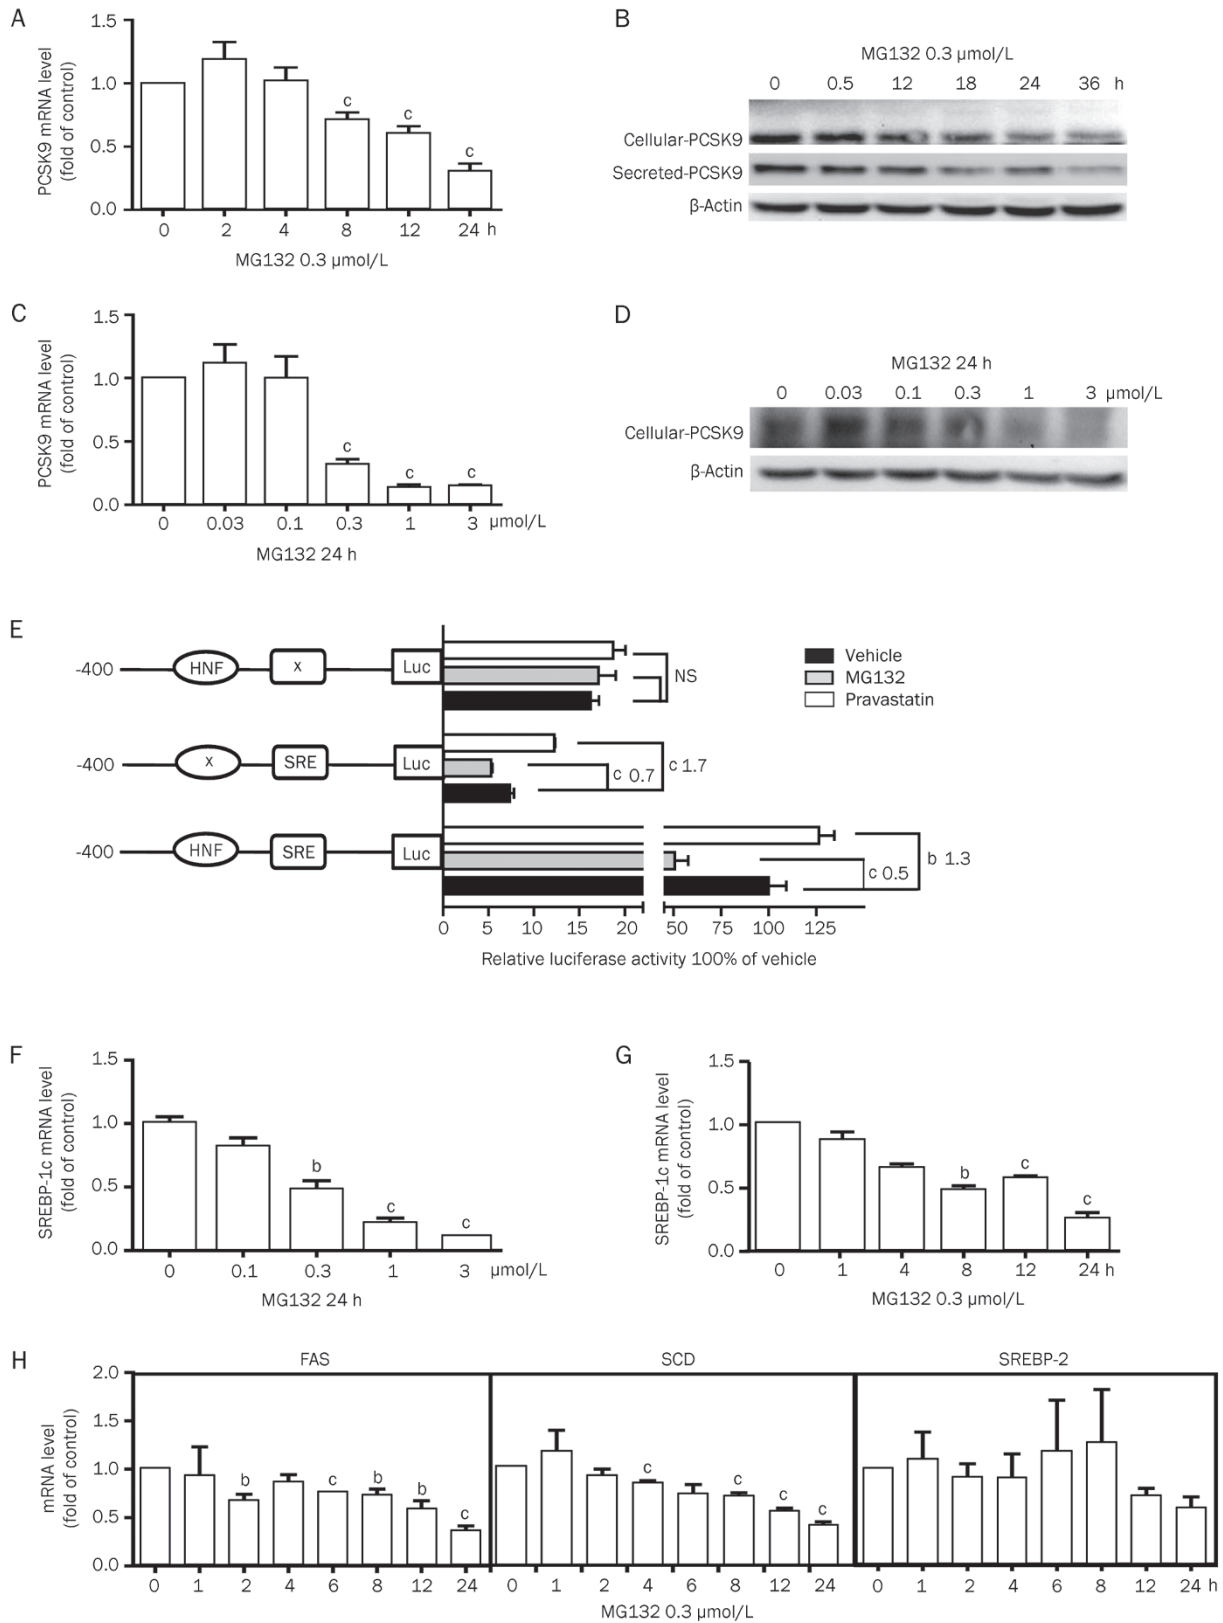 A
PCSK9 mRNA level
(fold of control)
1.5
1.0
0.5
0.0
c
c
c
0 2 4 8 12 24 h
MG132 0.3 µmol/L
B
MG132 0.3 µmol/L
0 0.5 12 18 24 36 h
Cellular-PCSK9
Secreted-PCSK9
β-Actin
C
PCSK9 mRNA level
(fold of control)
1.5
1.0
0.5
0.0
c
c c
0 0.03 0.1 0.3 1 3 µmol/L
MG132 24 h
D
MG132 24 h
0 0.03 0.1 0.3 1 3 µmol/L
Cellular-PCSK9
β-Actin
E
-400 HNF x Luc
NS
-400 x SRE Luc
c 0.7
c 1.7
-400 HNF SRE Luc
c 0.5
b 1.3
Vehicle
MG132
Pravastatin
0 5 10 15 20 50 75 100 125
Relative luciferase activity 100% of vehicle
F
SREBP-1c mRNA level
(fold of control)
1.5
1.0
0.5
0.0
b
c c
0 0.1 0.3 1 3 µmol/L
MG132 24 h
G
SREBP-1c mRNA level
(fold of control)
1.5
1.0
0.5
0.0
b c
c
0 1 4 8 12 24 h
MG132 0.3 µmol/L
H
FAS SCD SREBP-2
mRNA level
(fold of control)
2.0
1.5
1.0
0.5
0.0
b c b b c
c c c c
0 1 2 4 6 8 12 24 0 1 2 4 6 8 12 24 0 1 2 4 6 8 12 24 h
MG132 0.3 µmol/L